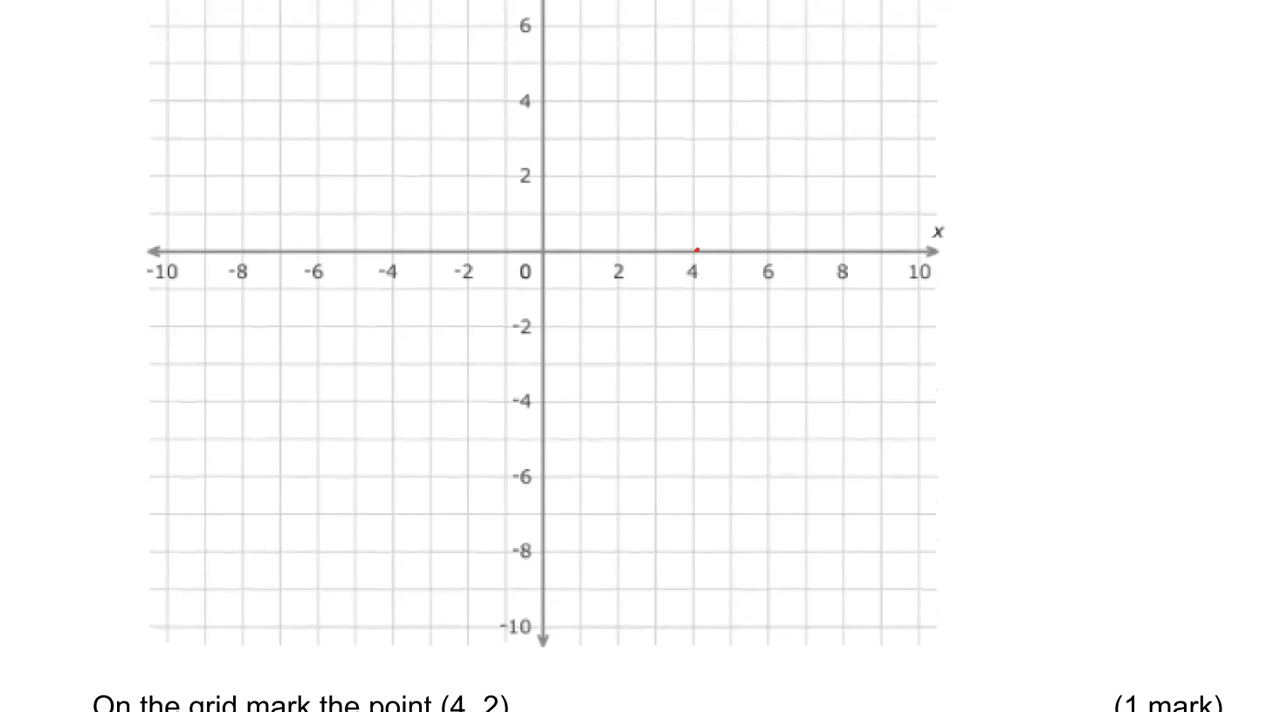 6
4
2
x
-10 -8 -6 -4 -2 0 2 4 6 8 10
-2
-4
-6
-8
-10
On the grid mark the point (4, 2) (1 mark)